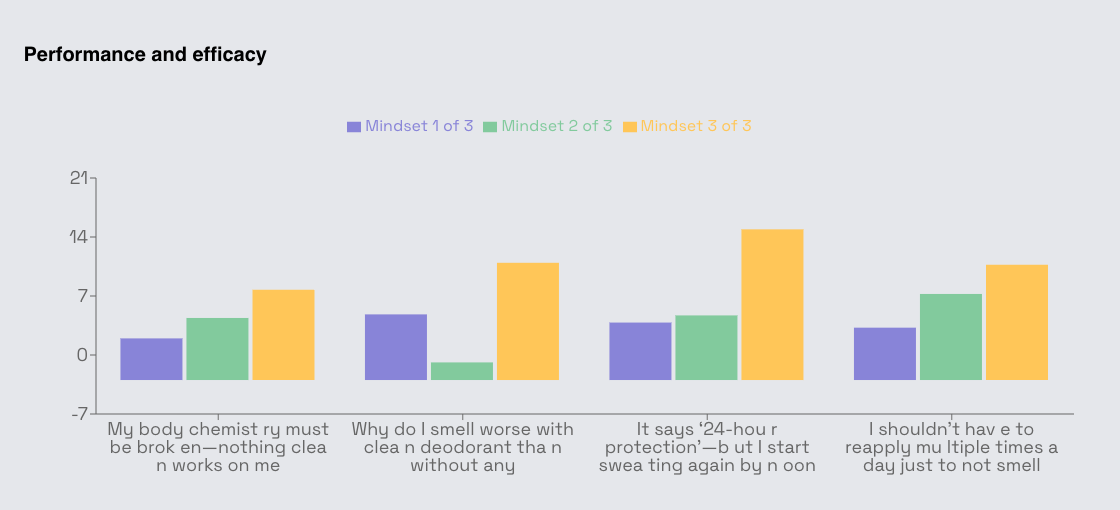 Performance and efficacy
Mindset 1 of 3 Mindset 2 of 3 Mindset 3 of 3
21
14
7
0
-7
My body chemist ry must
be brok en—nothing clea
n works on me
Why do I smell worse with
clea n deodorant tha n
without any
It says ‘24-hou r
protection’—b ut I start
swea ting again by n oon
I shouldn’t hav e to
reapply mu ltiple times a
day just to not smell